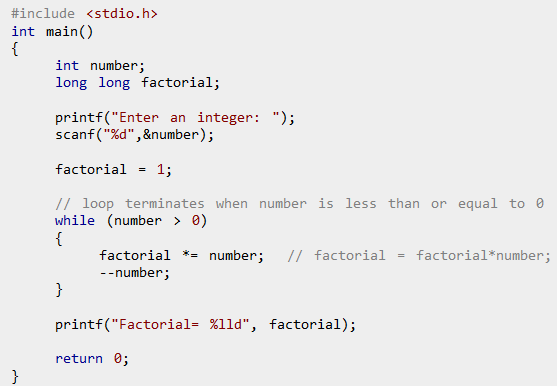 #include <stdio.h>
int main()
{
int number;
long long factorial;
printf("Enter an integer: ");
scanf("%d",&number);
factorial = 1;
// loop terminates when number is less than or equal to 0
while (number > 0)
{
factorial *= number;  // factorial = factorial*number;
--number;
}
printf("Factorial= %lld", factorial);
return 0;
}